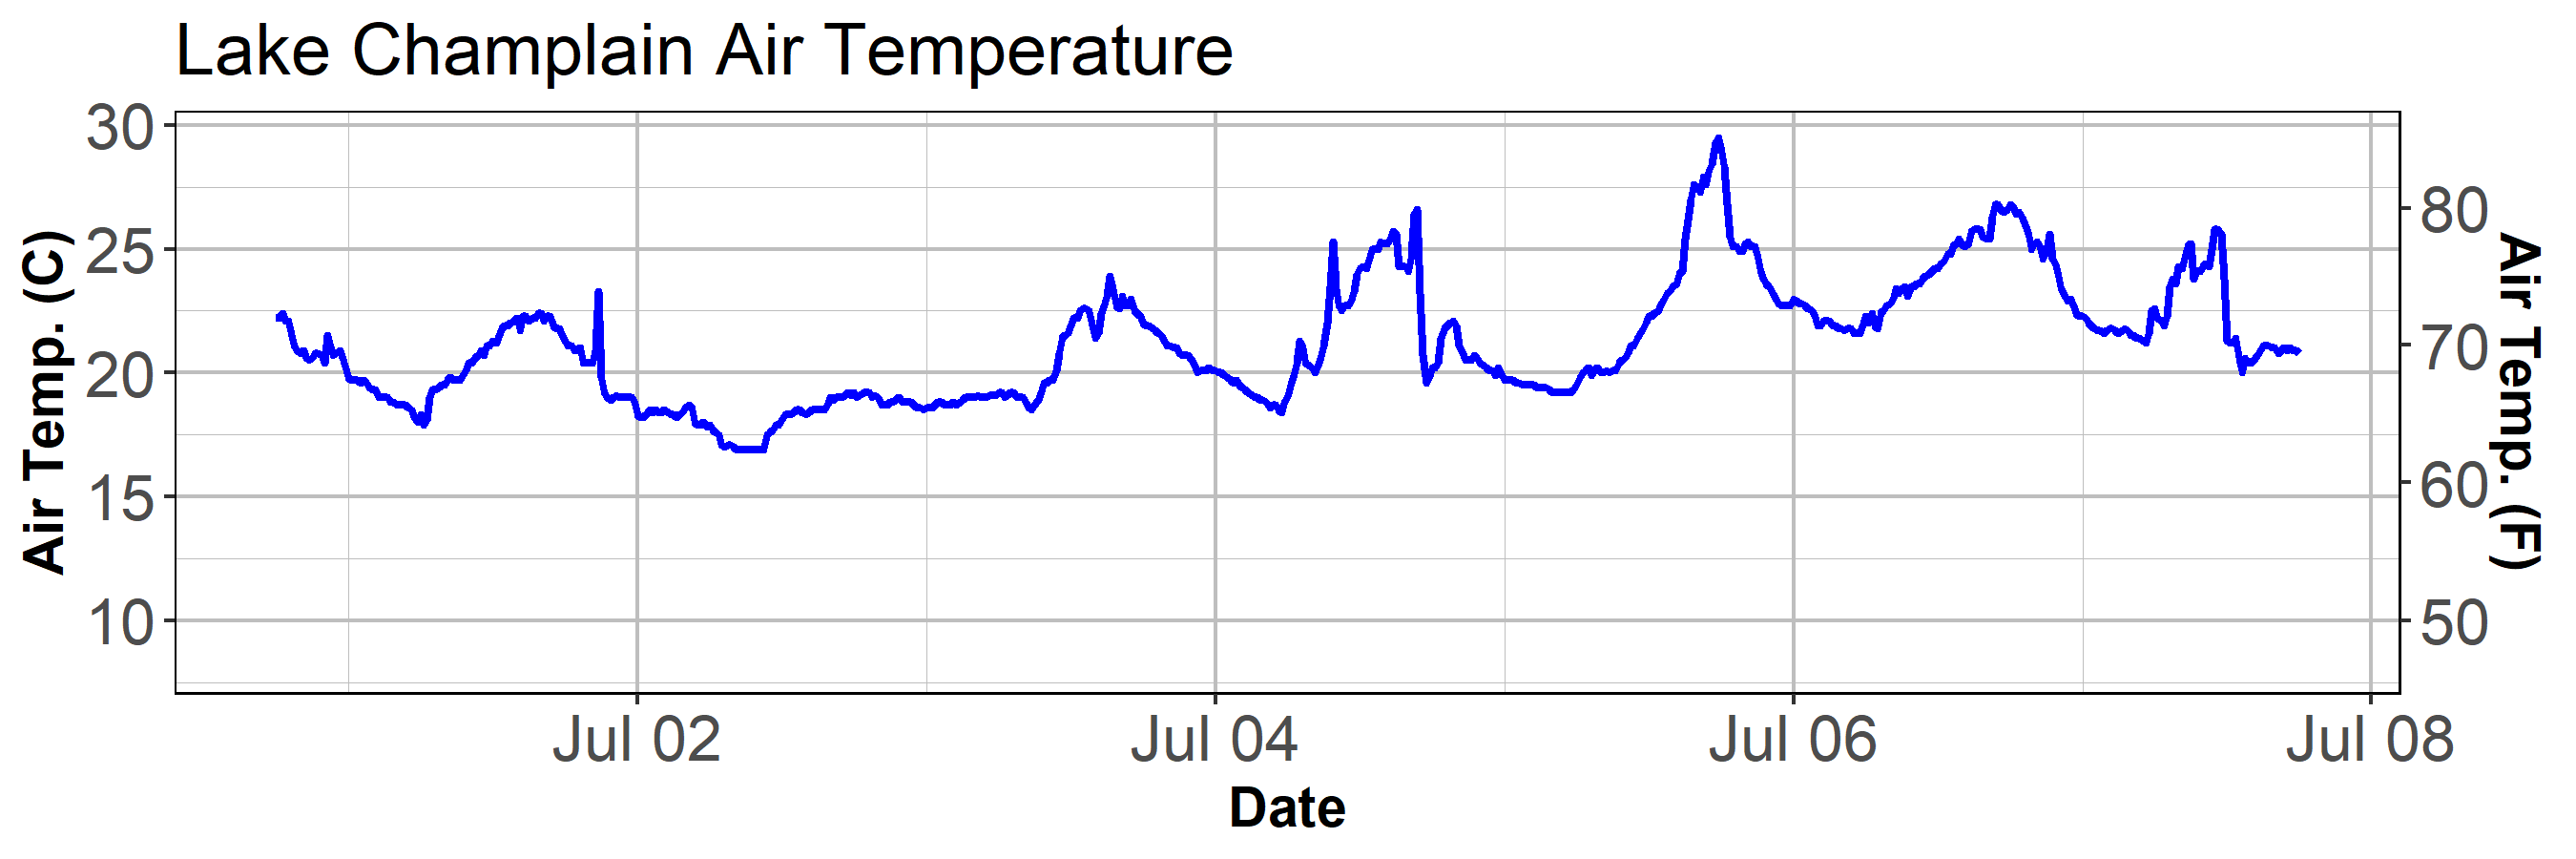 Lake Champlain Air Temperature
30
25
20
15
10
Air Temp. (C)
80
70
60
50
Air Temp. (F)
Jul 02 Jul 04 Jul 06 Jul 08
Date